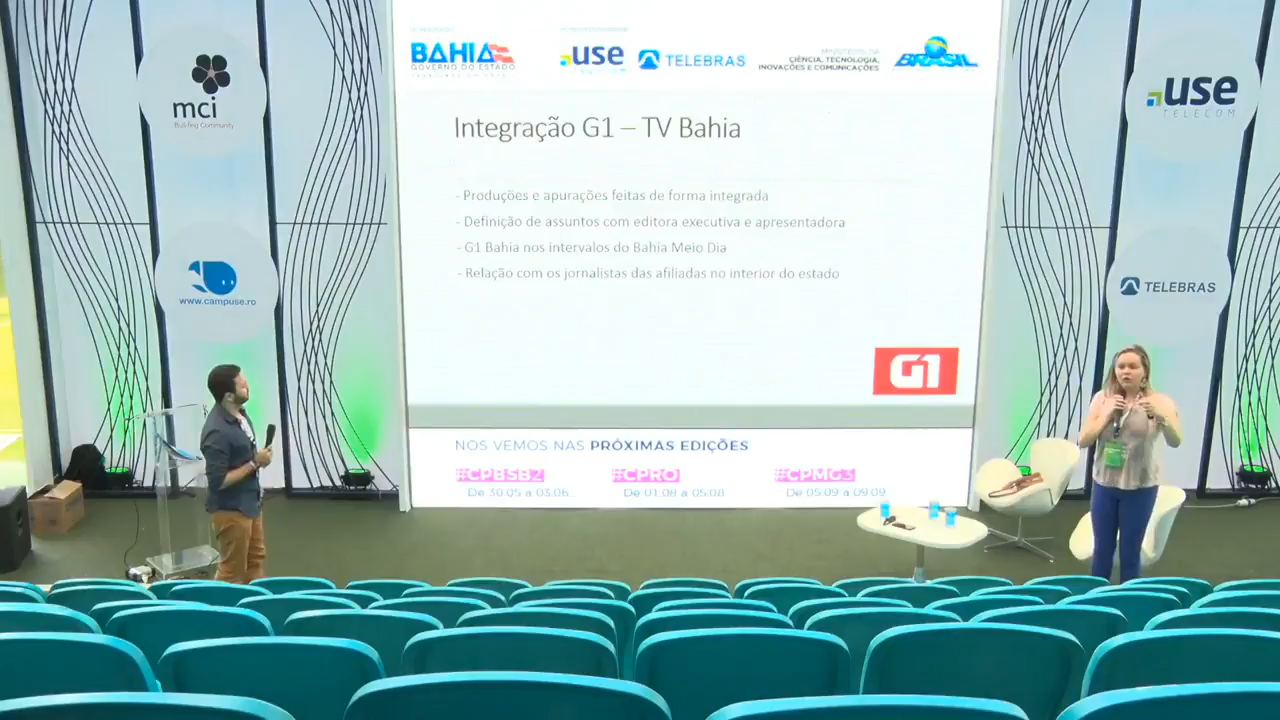 BAHIA
GOVERNO DO ESTADO
use
TELEBRAS
CIÊNCIA, TECNOLOGIA,
INOVAÇÕES E COMUNICAÇÕES
BRASIL
mci
Building Community
www.campuse.ro
use
TELECOM
TELEBRAS
Integração G1 – TV Bahia
- Produções e apurações feitas de forma integrada
- Definição de assuntos com editora executiva e apresentadora
- G1 Bahia nos intervalos do Bahia Meio Dia
- Relação com os jornalistas das afiliadas no interior do estado
G1
NOS VEMOS NAS PRÓXIMAS EDIÇÕES
#CPBSB2 #CPRO #CPMG3
De 30.05 a 03.06 De 01.08 a 05.08 De 05.09 a 09.09